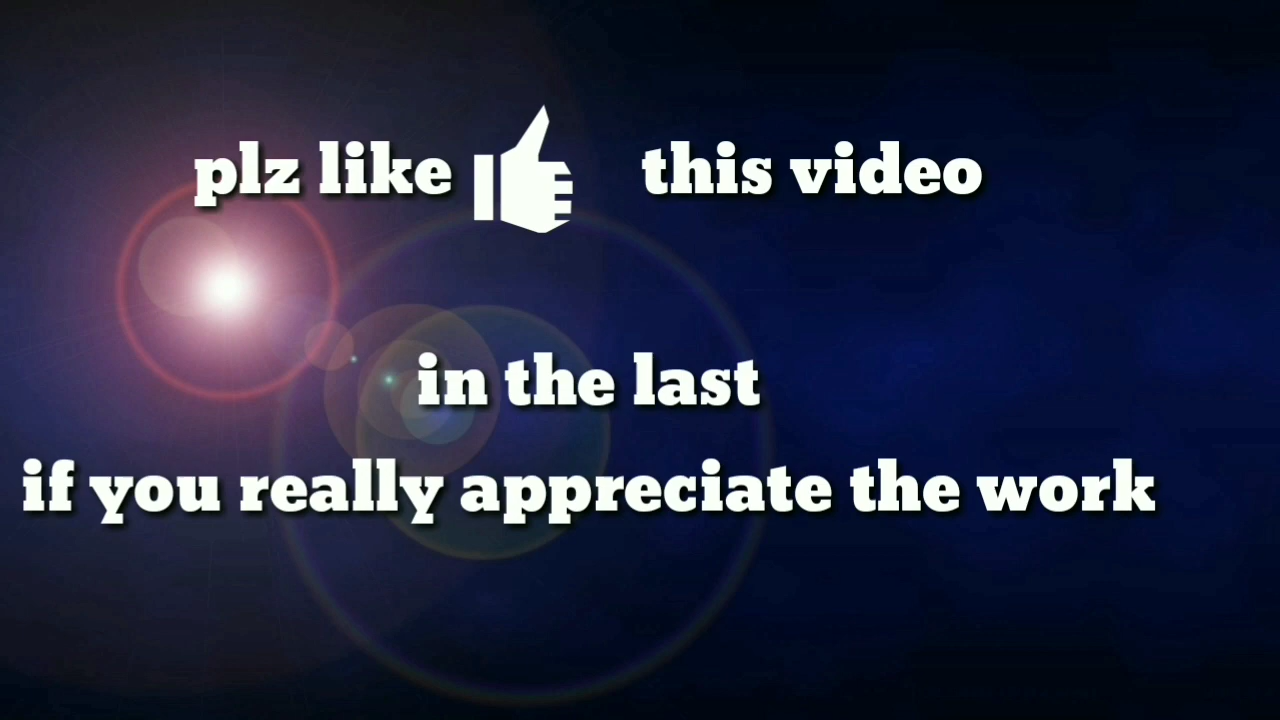 plz like this video
in the last
if you really appreciate the work